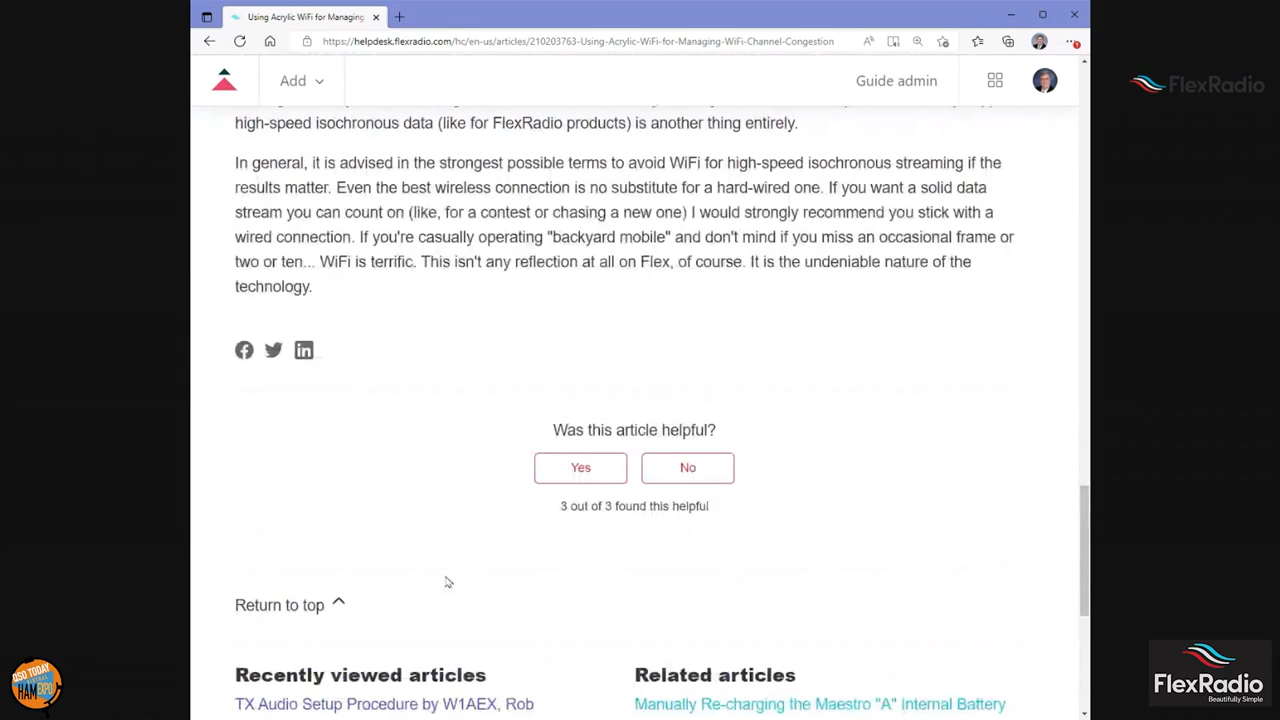 Using Acrylic WiFi for Managing
https://helpdesk.flexradio.com/hc/en-us/articles/210203763-Using-Acrylic-WiFi-for-Managing-WiFi-Channel-Congestion
Add
Guide admin
FlexRadio
high-speed isochronous data (like for FlexRadio products) is another thing entirely.
In general, it is advised in the strongest possible terms to avoid WiFi for high-speed isochronous streaming if the
results matter. Even the best wireless connection is no substitute for a hard-wired one. If you want a solid data
stream you can count on (like, for a contest or chasing a new one) I would strongly recommend you stick with a
wired connection. If you're casually operating "backyard mobile" and don't mind if you miss an occasional frame or
two or ten... WiFi is terrific. This isn't any reflection at all on Flex, of course. It is the undeniable nature of the
technology.
Was this article helpful?
Yes
No
3 out of 3 found this helpful
Return to top
Recently viewed articles
Related articles
TX Audio Setup Procedure by W1AEX, Rob
Manually Re-charging the Maestro "A" Internal Battery
QSO TODAY
VIRTUAL
HAM EXPO
FlexRadio
Beautifully Simple